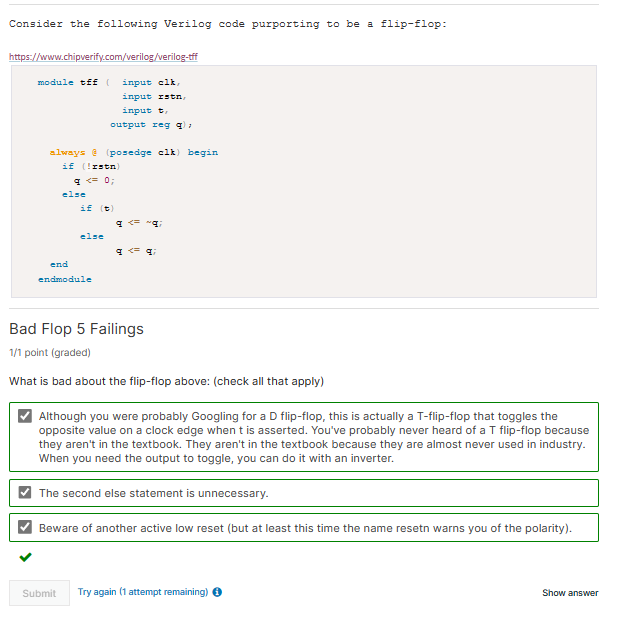 Consider the following Verilog code purporting to be a flip-flop:
https://www.chipverify.com/verilog/verilog-tff
module tff ( input clk,
input rstn,
input t,
output reg q);
always @ (posedge clk) begin
if (!rstn)
q <= 0;
else
if (t)
q <= ~q;
else
q <= q;
end
endmodule
Bad Flop 5 Failings
1/1 point (graded)
What is bad about the flip-flop above: (check all that apply)
Although you were probably Googling for a D flip-flop, this is actually a T-flip-flop that toggles the
opposite value on a clock edge when t is asserted. You've probably never heard of a T flip-flop because
they aren't in the textbook. They aren't in the textbook because they are almost never used in industry.
When you need the output to toggle, you can do it with an inverter.
The second else statement is unnecessary.
Beware of another active low reset (but at least this time the name resetn warns you of the polarity).
Submit Try again (1 attempt remaining) Show answer